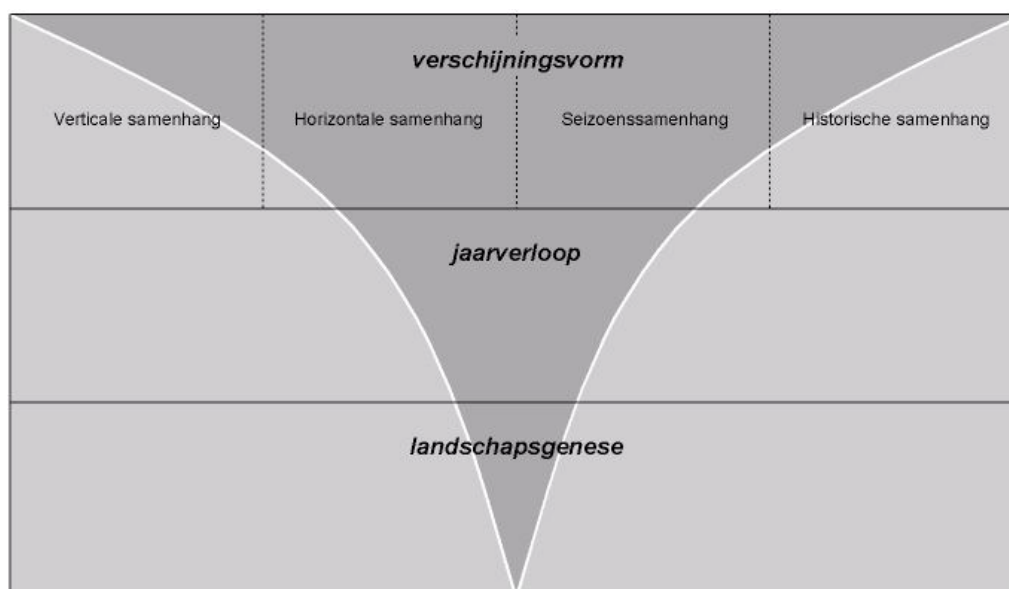 verschijningsvorm
Verticale samenhang
Horizontale samenhang
Seizoenssamenhang
Historische samenhang
jaarverloop
landschapsgenese